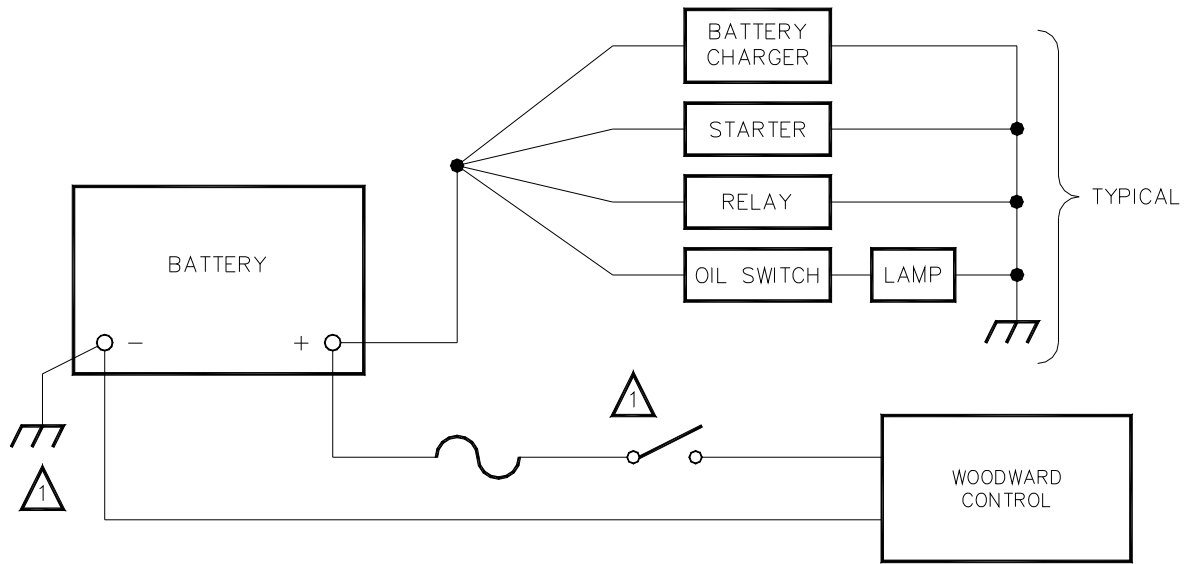 BATTERY
CHARGER
STARTER
RELAY
TYPICAL
OIL SWITCH
LAMP
BATTERY
− +
1
1
WOODWARD
CONTROL